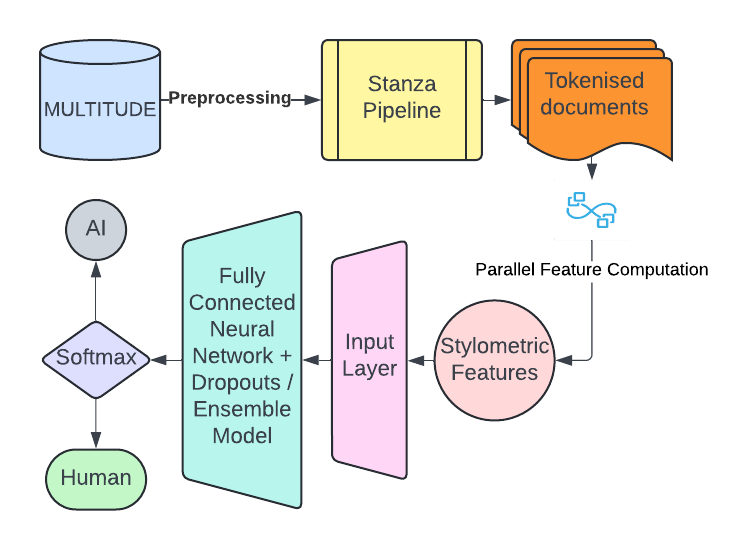 MULTITUDE
Preprocessing
Stanza
Pipeline
Tokenised
documents
Parallel Feature Computation
Stylometric
Features
Input
Layer
Fully
Connected
Neural
Network +
Dropouts /
Ensemble
Model
Softmax
AI
Human